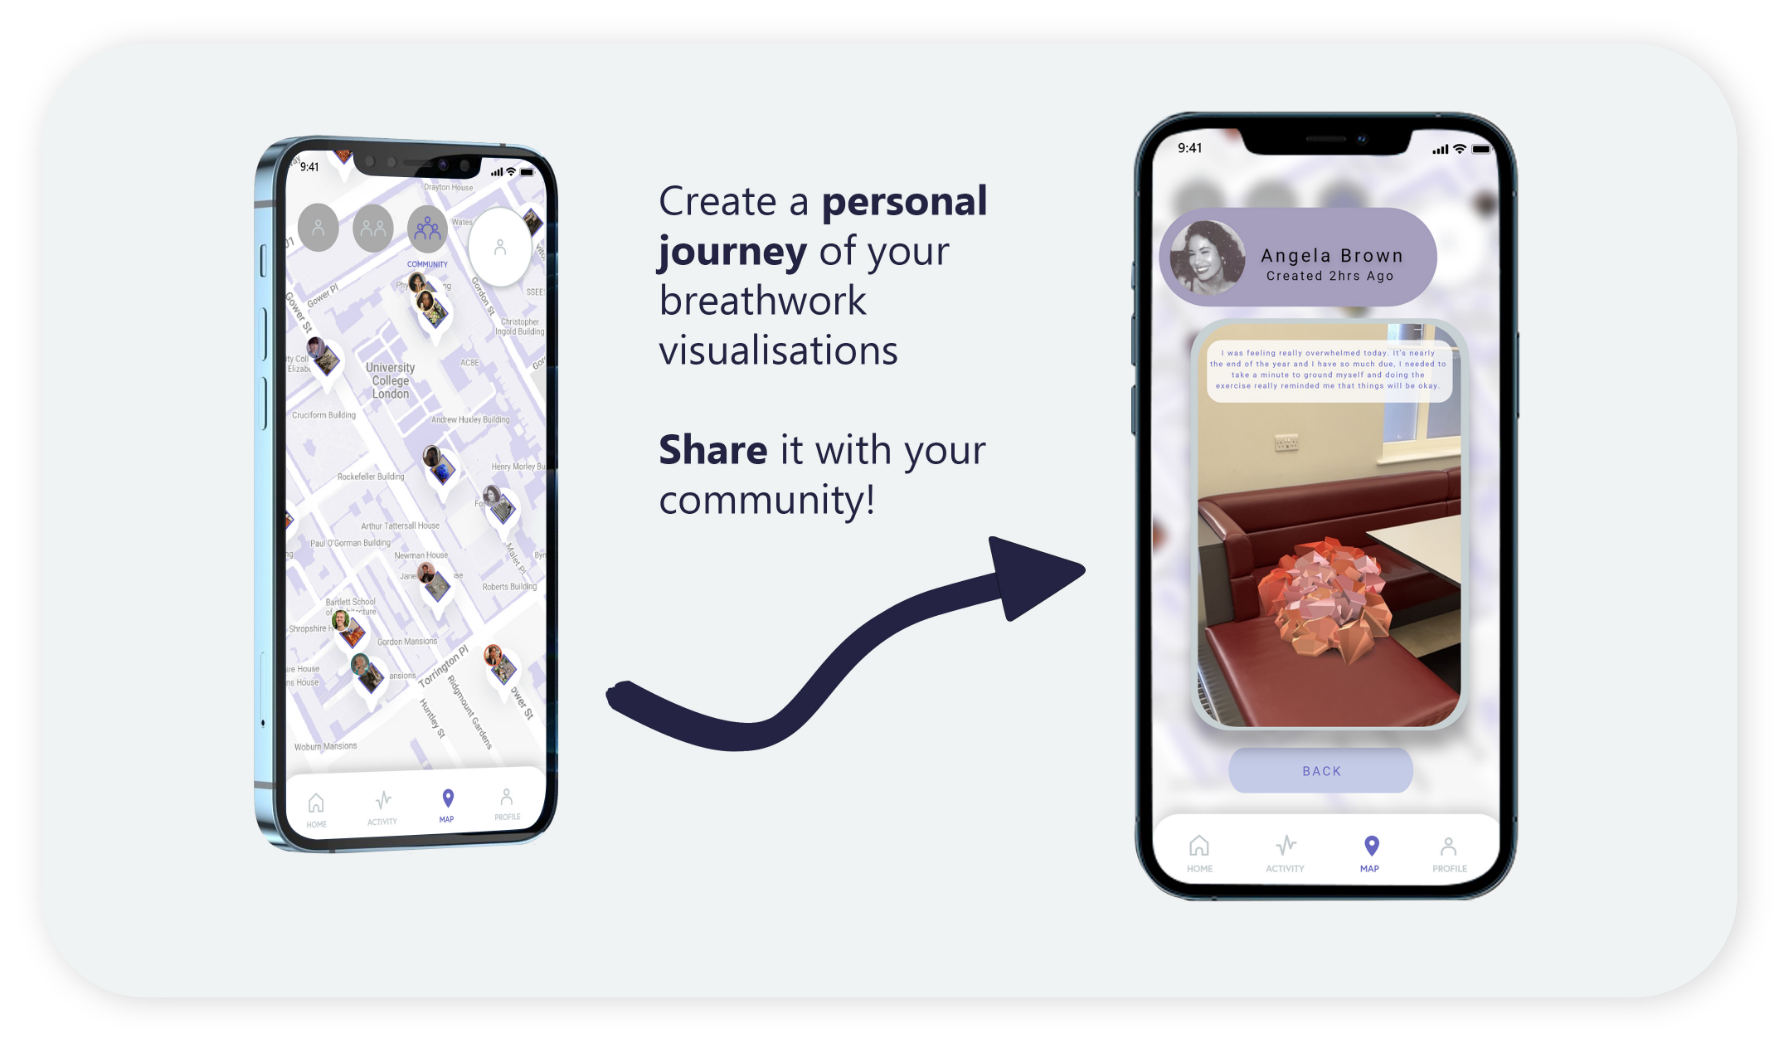 9:41
Drayton House
Wates
COMMUNITY
Gower Pl
Gordon St
SSEES
Gower St
Christopher
Ingold Building
University
College
London
Cruciform Building
Andrew Huxley Building
Henry Morley Bu
Rockefeller Building
Arthur Tattersall House
Paul O'Gorman Building
Newman House
Malet Pl
Roberts Building
Bartlett School
of Architecture
Shropshire H
Gordon Mansions
Torrington Pl
Huntley St
Ridgmount Gardens
ower St
Woburn Mansions
HOME
ACTIVITY
MAP
PROFILE
Create a personal
journey of your
breathwork
visualisations
Share it with your
community!
9:41
Angela Brown
Created 2hrs Ago
I was feeling really overwhelmed today. It's nearly
the end of the year and I have so much due, I needed to
take a minute to ground myself and doing the
exercise really reminded me that things will be okay.
BACK
HOME
ACTIVITY
MAP
PROFILE